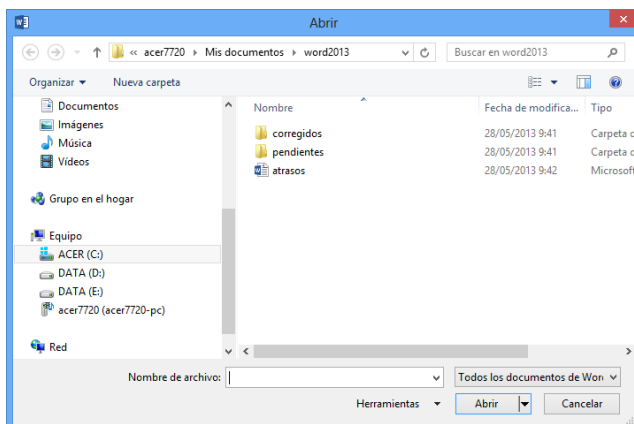 Abrir
« acer7720 Mis documentos word2013 Buscar en word2013
Organizar Nueva carpeta
Nombre Fecha de modifica... Tipo
Documentos
Imágenes
Música
Vídeos
Grupo en el hogar
Equipo
ACER (C:)
DATA (D:)
DATA (E:)
acer7720 (acer7720-pc)
Red
corregidos 28/05/2013 9:41 Carpeta d
pendientes 28/05/2013 9:41 Carpeta d
atrasos 28/05/2013 9:42 Microsoft
Nombre de archivo: Todos los documentos de Wor
Herramientas Abrir Cancelar